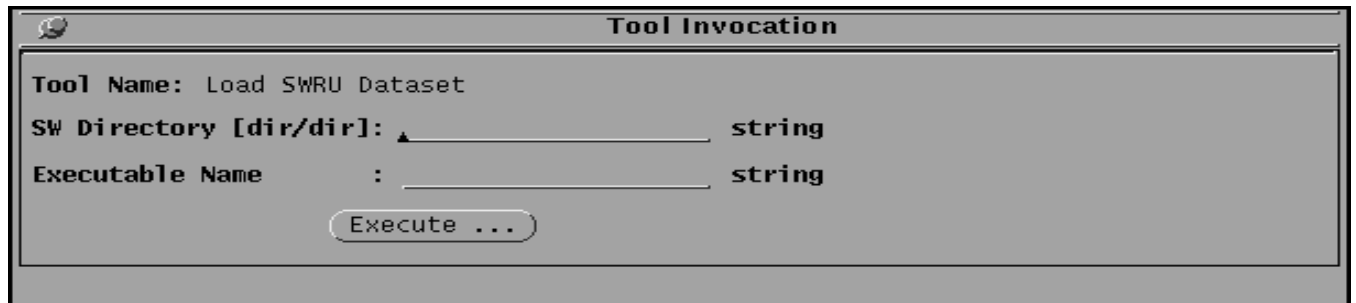 Tool Invocation
Tool Name: Load SWRU Dataset
SW Directory [dir/dir]: string
Executable Name : string
Execute ...